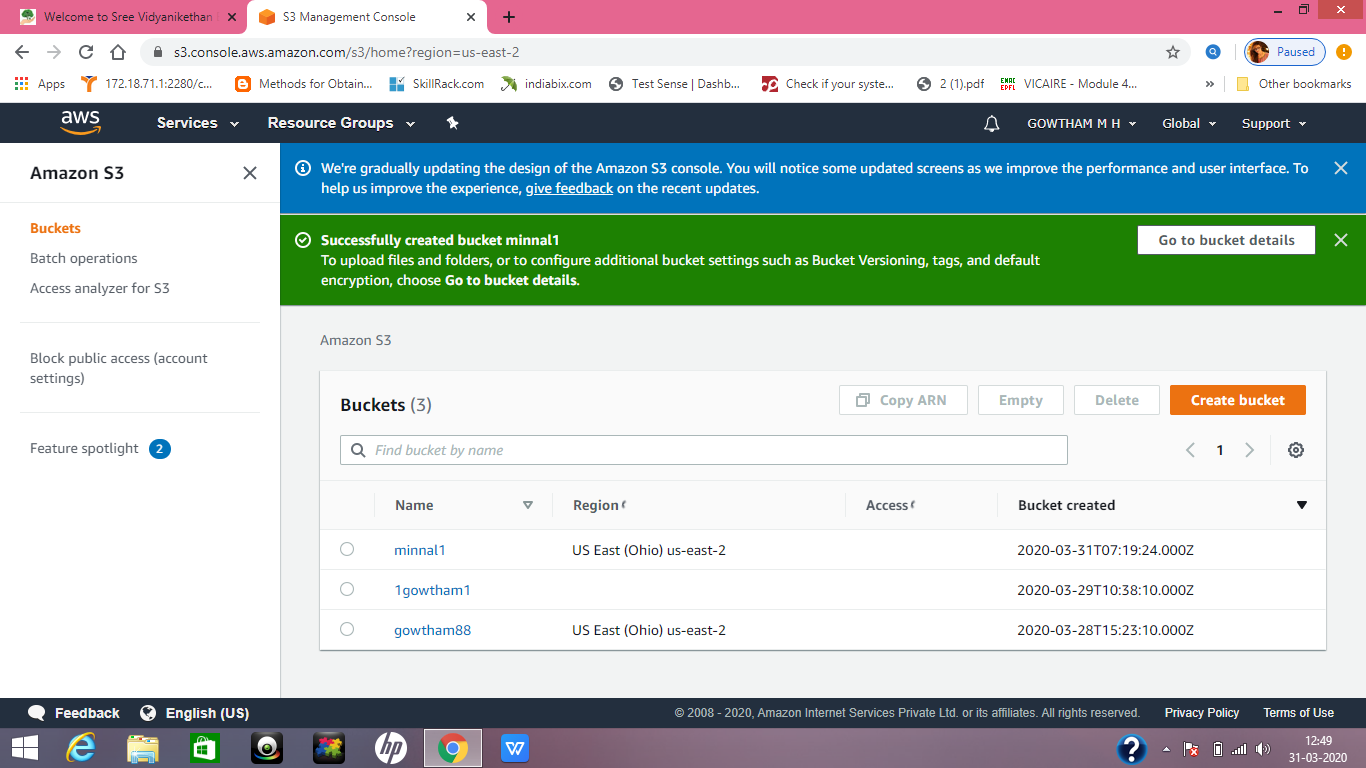 Welcome to Sree Vidyanikethan
S3 Management Console
s3.console.aws.amazon.com/s3/home?region=us-east-2
Paused
Apps
172.18.71.1:2280/c...
Methods for Obtain...
SkillRack.com
indiabix.com
Test Sense | Dashb...
Check if your syste...
2 (1).pdf
VICAIRE - Module 4...
»
Other bookmarks
aws
Services
Resource Groups
GOWTHAM M H
Global
Support
Amazon S3
Buckets
Batch operations
Access analyzer for S3
Block public access (account
settings)
Feature spotlight 2
We're gradually updating the design of the Amazon S3 console. You will notice some updated screens as we improve the performance and user interface. To
help us improve the experience, give feedback on the recent updates.
Successfully created bucket minnal1
To upload files and folders, or to configure additional bucket settings such as Bucket Versioning, tags, and default
encryption, choose Go to bucket details.
Go to bucket details
Amazon S3
Buckets (3)
Copy ARN
Empty
Delete
Create bucket
Find bucket by name
1
Name Region Access Bucket created
minnal1 US East (Ohio) us-east-2 2020-03-31T07:19:24.000Z
1gowtham1 2020-03-29T10:38:10.000Z
gowtham88 US East (Ohio) us-east-2 2020-03-28T15:23:10.000Z
Feedback
English (US)
© 2008 - 2020, Amazon Internet Services Private Ltd. or its affiliates. All rights reserved.
Privacy Policy
Terms of Use
hp
W
?
12:49
31-03-2020